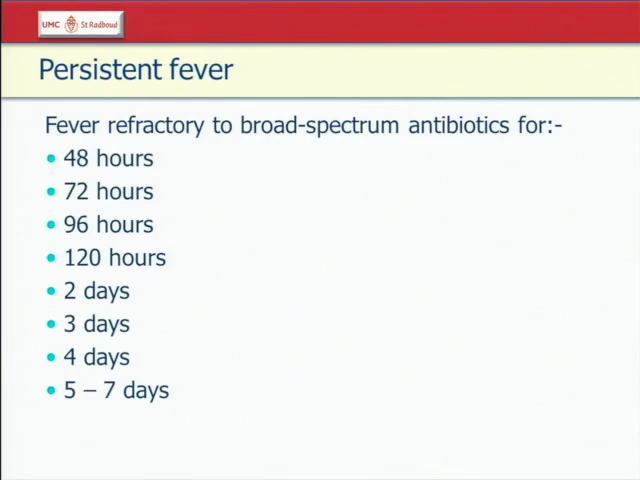 UMC St Radboud
Persistent fever
Fever refractory to broad-spectrum antibiotics for:-
• 48 hours
• 72 hours
• 96 hours
• 120 hours
• 2 days
• 3 days
• 4 days
• 5 – 7 days